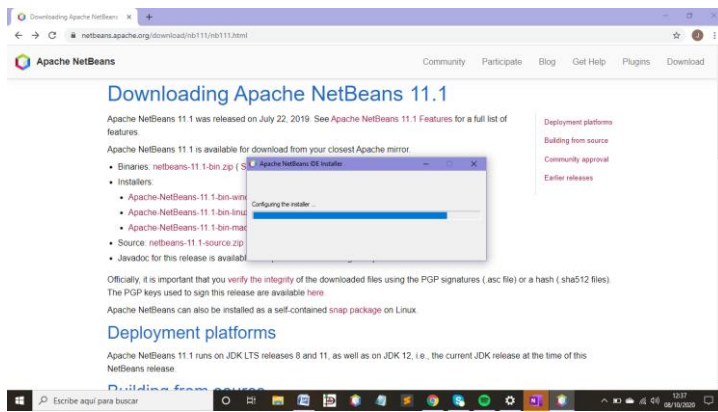 Downloading Apache NetBeans
netbeans.apache.org/download/nb111/nb111.html
Apache NetBeans
Community Participate Blog Get Help Plugins Download
Downloading Apache NetBeans 11.1
Apache NetBeans 11.1 was released on July 22, 2019. See Apache NetBeans 11.1 Features for a full list of
features.
Apache NetBeans 11.1 is available for download from your closest Apache mirror.
• Binaries: netbeans-11.1-bin.zip (
• Installers:
• Apache-NetBeans-11.1-bin-
• Apache-NetBeans-11.1-bin-
• Apache-NetBeans-11.1-bin-mac
• Source: netbeans-11.1-source.zip
• Javadoc for this release is
Apache NetBeans IDE Installer
Configuring the installer ...
Deployment platforms
Building from source
Community approval
Earlier releases
Officially, it is important that you verify the integrity of the downloaded files using the PGP signatures (.asc file) or a hash (.sha512 files).
The PGP keys used to sign this release are available here.
Apache NetBeans can also be installed as a self-contained snap package on Linux.
Deployment platforms
Apache NetBeans 11.1 runs on JDK LTS releases 8 and 11, as well as on JDK 12, i.e., the current JDK release at the time of this
NetBeans release.
Building from source
Escribe aquí para buscar
12:37
08/10/2020